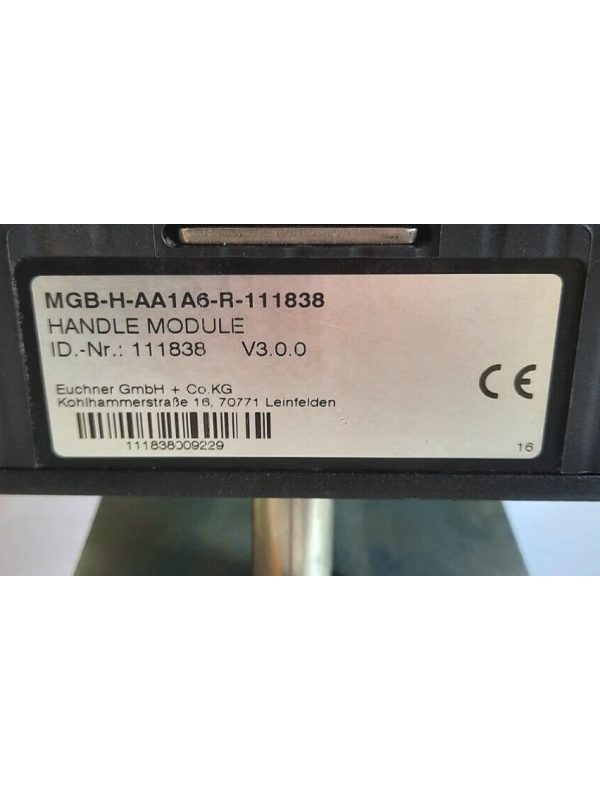 MGB-H-AA1A6-R-111838
HANDLE MODULE
ID.-Nr.: 111838 V3.0.0
Euchner GmbH + Co.KG
Kohlhammerstraße 16, 70771 Leinfelden
CE
111838009229
16